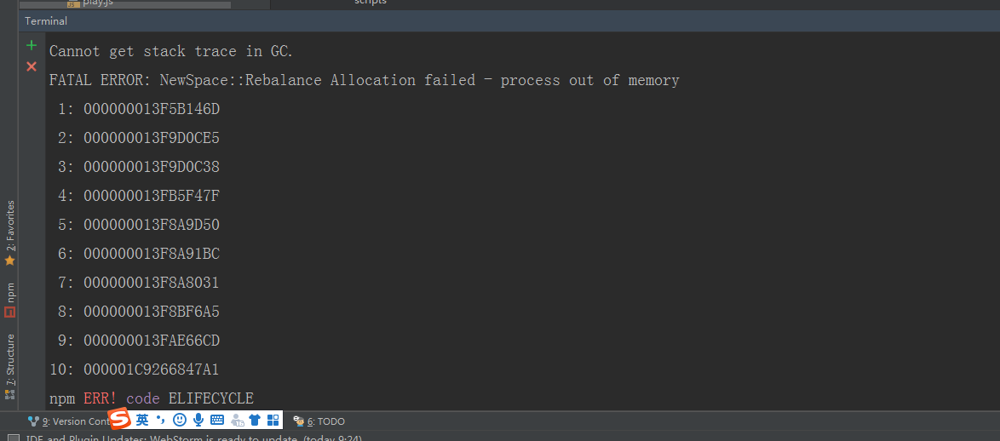 play.js
scripts
Terminal
Cannot get stack trace in GC.
FATAL ERROR: NewSpace::Rebalance Allocation failed - process out of memory
1: 000000013F5B146D
2: 000000013F9D0CE5
3: 000000013F9D0C38
4: 000000013FB5F47F
5: 000000013F8A9D50
6: 000000013F8A91BC
7: 000000013F8A8031
8: 000000013F8BF6A5
9: 000000013FAE66CD
10: 000001C9266847A1
npm ERR! code ELIFECYCLE
2: Favorites
npm
7: Structure
9: Version Cont
英
6: TODO
IDE and Plugin Updates: WebStorm is ready to update. (today 9:24)